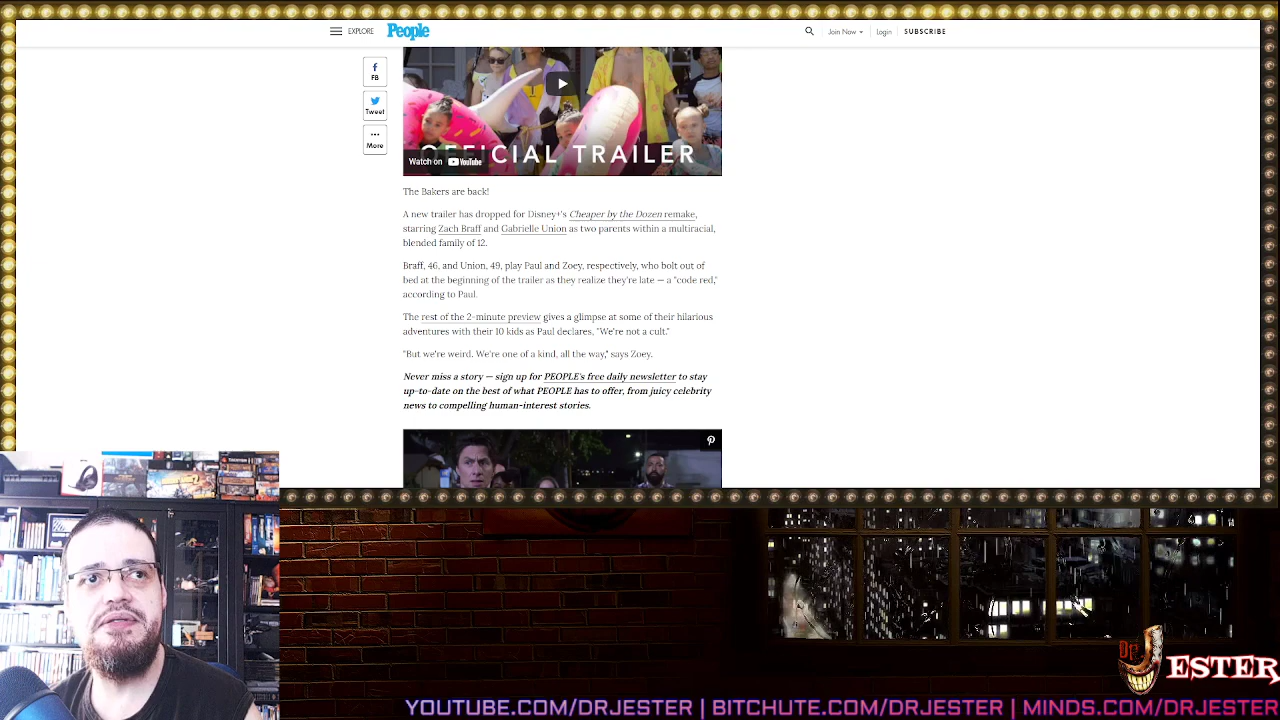 EXPLORE
People
Join Now
Login
SUBSCRIBE
FB
Tweet
More
OFFICIAL TRAILER
Watch on YouTube
The Bakers are back!
A new trailer has dropped for Disney+'s Cheaper by the Dozen remake,
starring Zach Braff and Gabrielle Union as two parents within a multiracial,
blended family of 12.
Braff, 46, and Union, 49, play Paul and Zoey, respectively, who bolt out of
bed at the beginning of the trailer as they realize they're late — a "code red,"
according to Paul.
The rest of the 2-minute preview gives a glimpse at some of their hilarious
adventures with their 10 kids as Paul declares, "We're not a cult."
"But we're weird. We're one of a kind, all the way," says Zoey.
Never miss a story — sign up for PEOPLE's free daily newsletter to stay
up-to-date on the best of what PEOPLE has to offer, from juicy celebrity
news to compelling human-interest stories.
DR
JESTER
YOUTUBE.COM/DRJESTER | BITCHUTE.COM/DRJESTER | MINDS.COM/DRJESTER